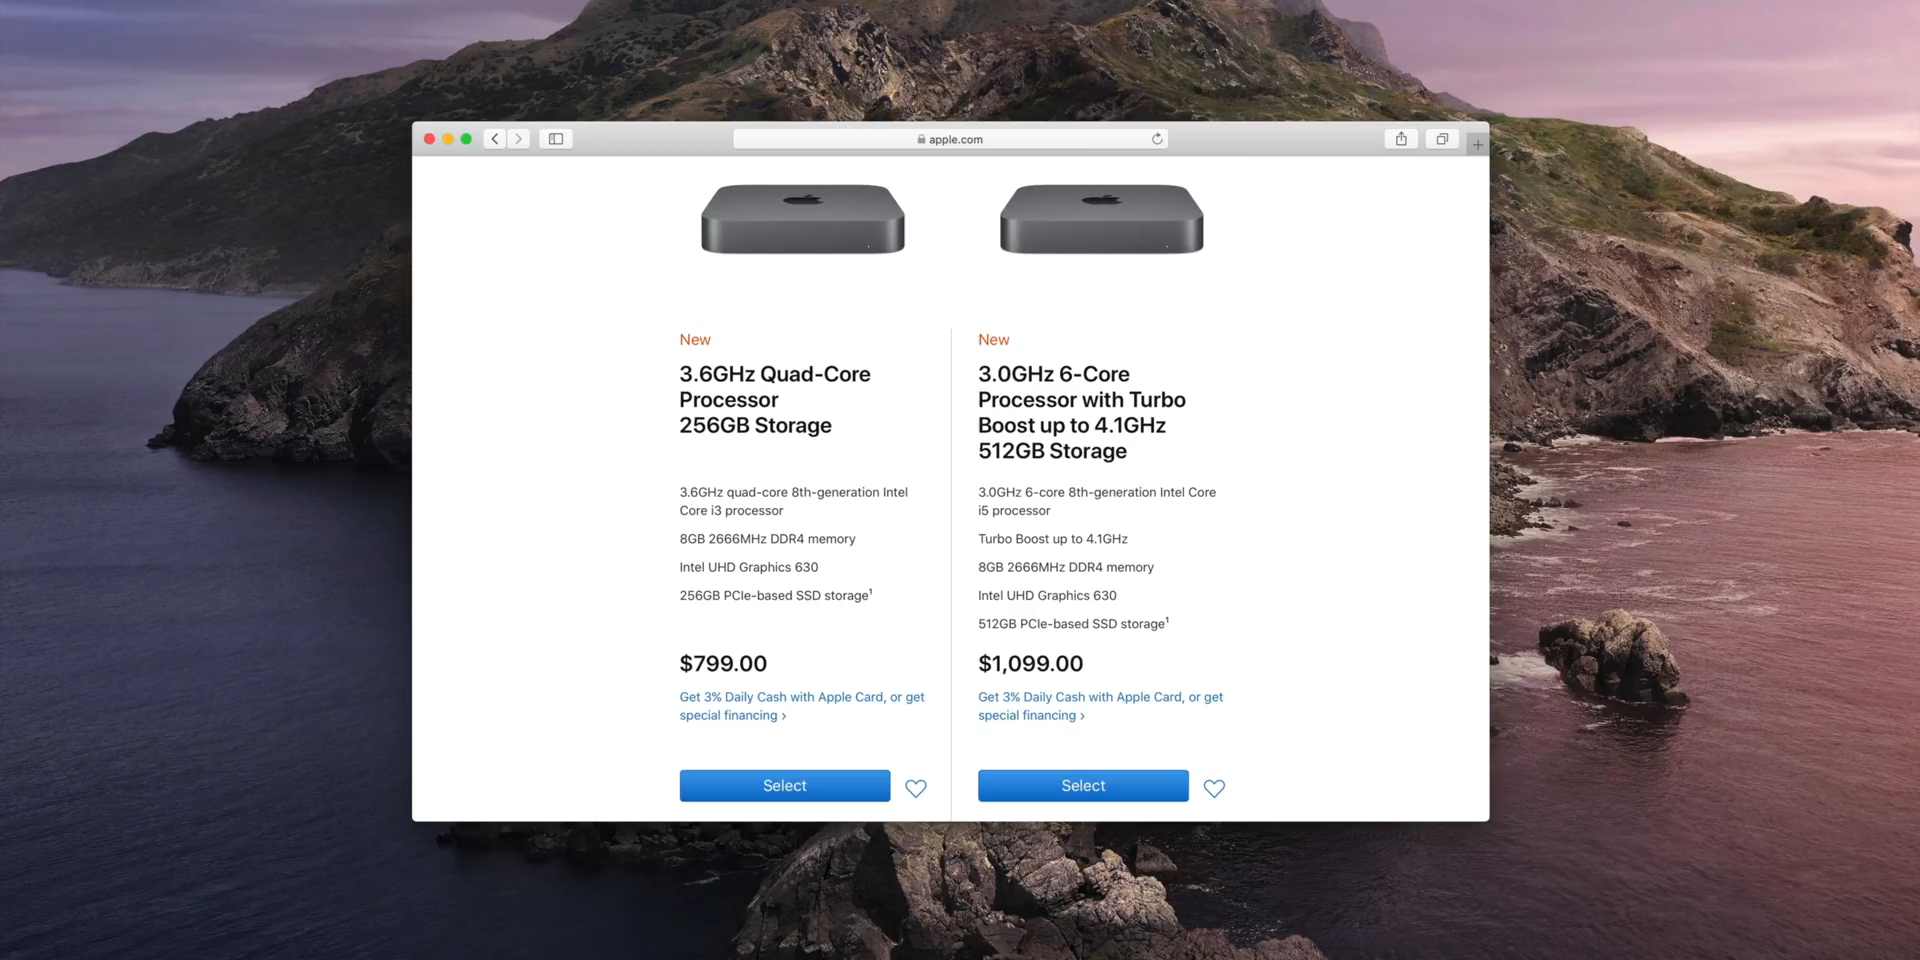 apple.com
New
3.6GHz Quad-Core
Processor
256GB Storage
3.6GHz quad-core 8th-generation Intel
Core i3 processor
8GB 2666MHz DDR4 memory
Intel UHD Graphics 630
256GB PCIe-based SSD storage¹
$799.00
Get 3% Daily Cash with Apple Card, or get
special financing ›
Select
New
3.0GHz 6-Core
Processor with Turbo
Boost up to 4.1GHz
512GB Storage
3.0GHz 6-core 8th-generation Intel Core
i5 processor
Turbo Boost up to 4.1GHz
8GB 2666MHz DDR4 memory
Intel UHD Graphics 630
512GB PCIe-based SSD storage¹
$1,099.00
Get 3% Daily Cash with Apple Card, or get
special financing ›
Select